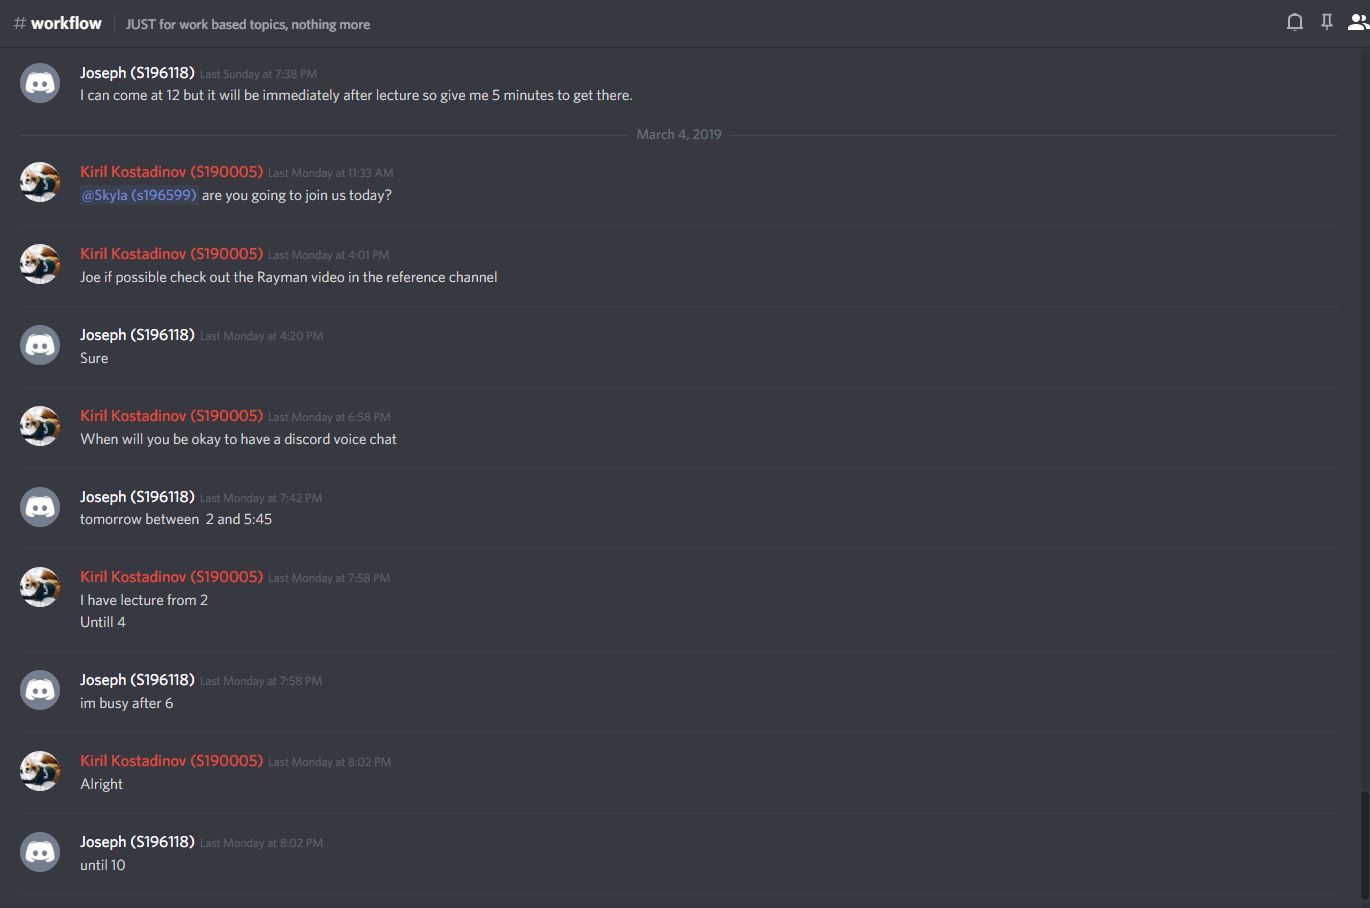 # workflow JUST for work based topics, nothing more
Joseph (S196118) Last Sunday at 7:38 PM
I can come at 12 but it will be immediately after lecture so give me 5 minutes to get there.
March 4, 2019
Kiril Kostadinov (S190005) Last Monday at 11:33 AM
@Skyla (s196599) are you going to join us today?
Kiril Kostadinov (S190005) Last Monday at 4:01 PM
Joe if possible check out the Rayman video in the reference channel
Joseph (S196118) Last Monday at 4:20 PM
Sure
Kiril Kostadinov (S190005) Last Monday at 6:58 PM
When will you be okay to have a discord voice chat
Joseph (S196118) Last Monday at 7:42 PM
tomorrow between  2 and 5:45
Kiril Kostadinov (S190005) Last Monday at 7:58 PM
I have lecture from 2
Untill 4
Joseph (S196118) Last Monday at 7:58 PM
im busy after 6
Kiril Kostadinov (S190005) Last Monday at 8:02 PM
Alright
Joseph (S196118) Last Monday at 8:02 PM
until 10